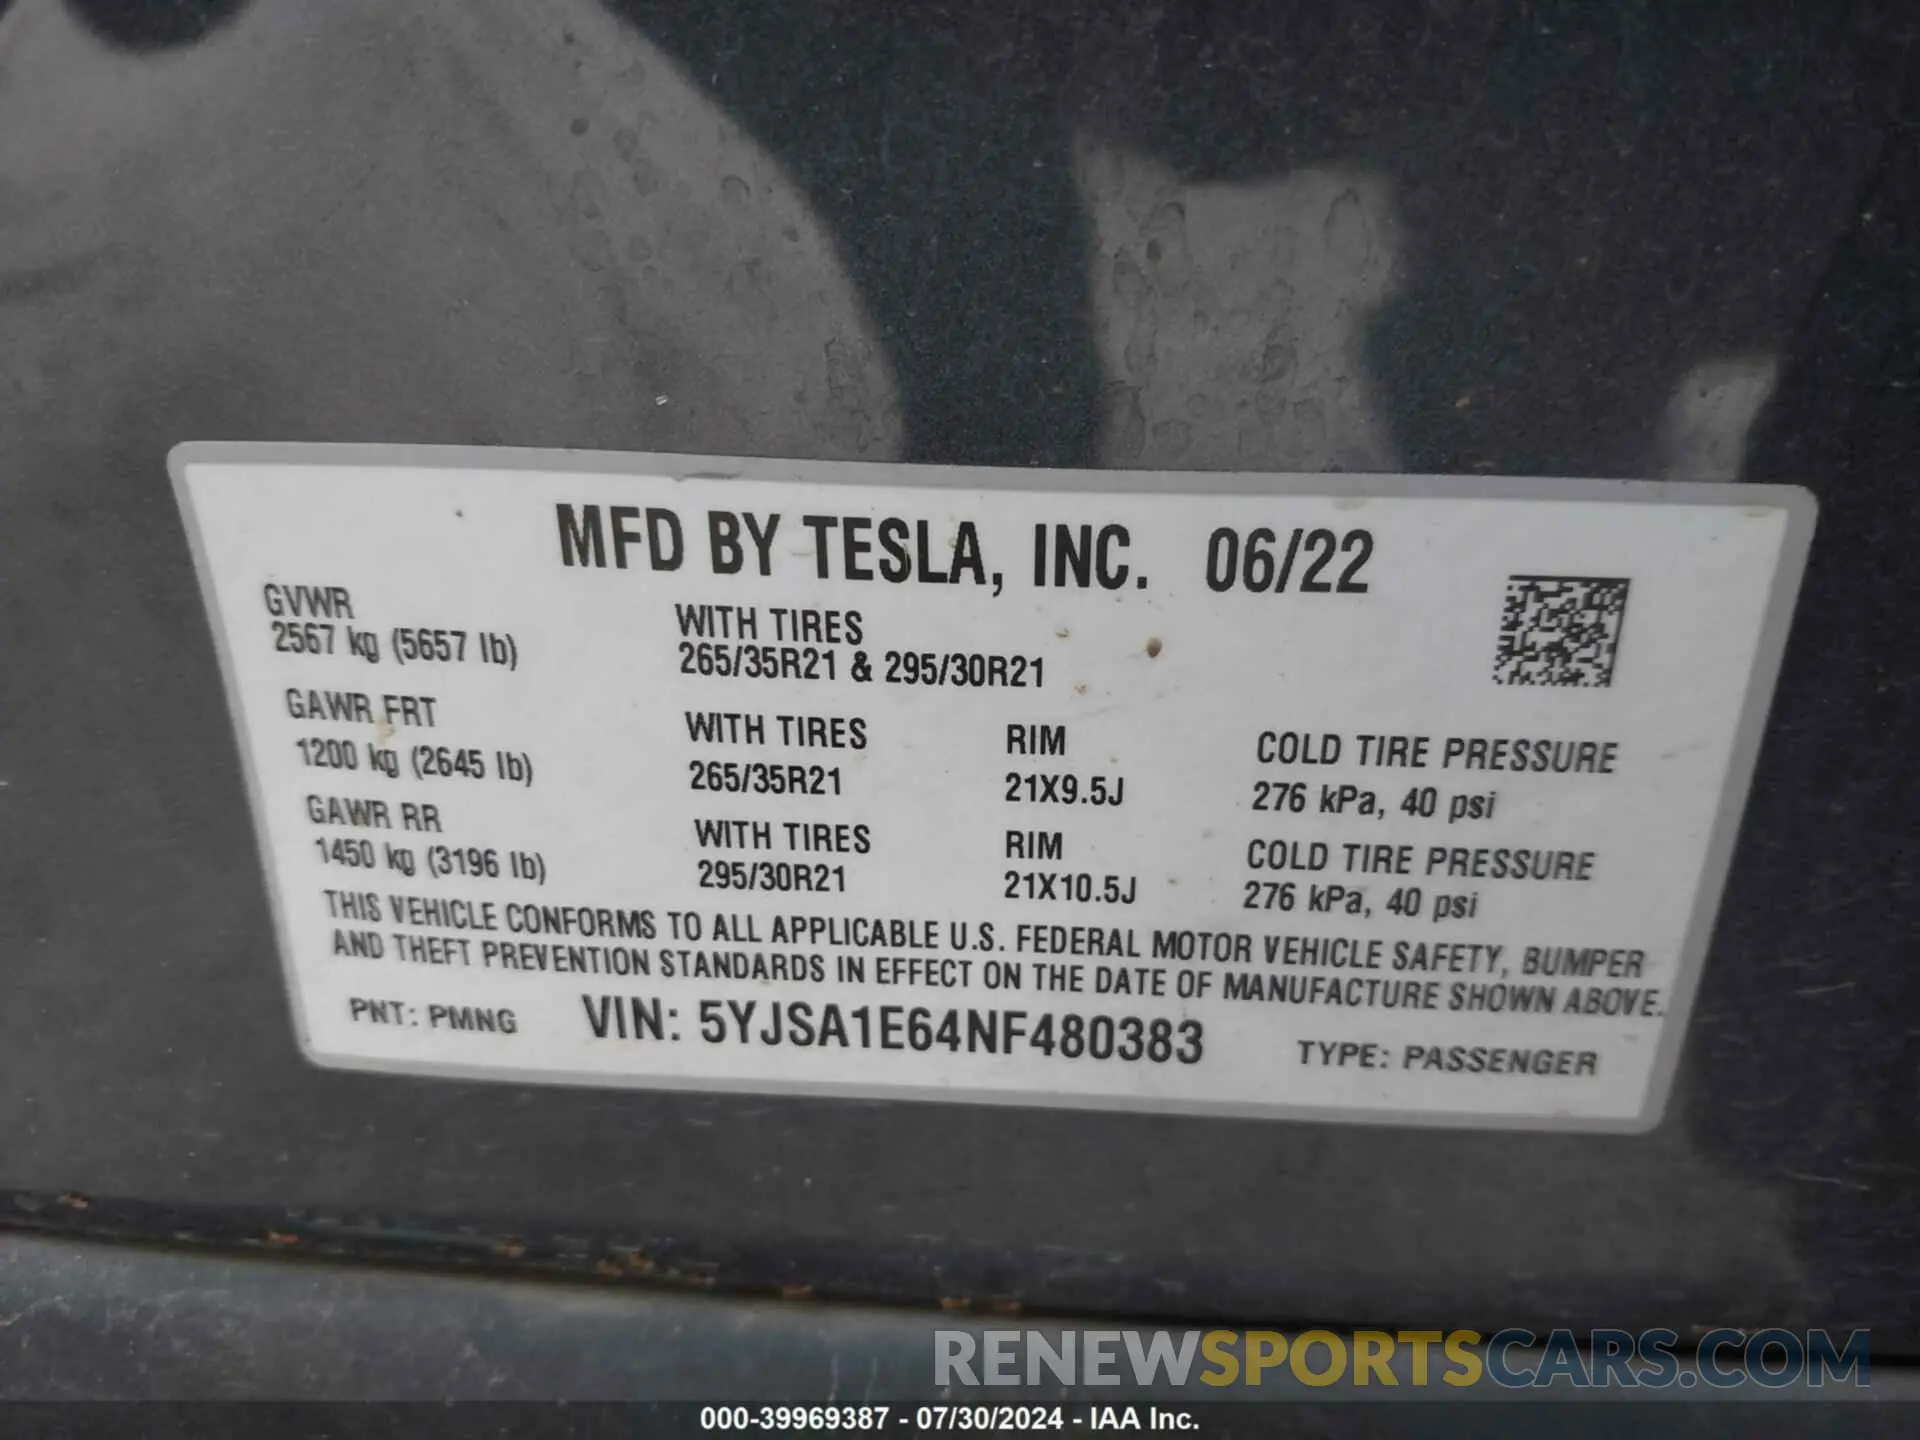 MFD BY TESLA, INC. 06/22
GVWR
2567 kg (5657 lb)
WITH TIRES
265/35R21 & 295/30R21
GAWR FRT
1200 kg (2645 lb)
WITH TIRES
265/35R21
RIM
21X9.5J
COLD TIRE PRESSURE
276 kPa, 40 psi
GAWR RR
1450 kg (3196 lb)
WITH TIRES
295/30R21
RIM
21X10.5J
COLD TIRE PRESSURE
276 kPa, 40 psi
THIS VEHICLE CONFORMS TO ALL APPLICABLE U.S. FEDERAL MOTOR VEHICLE SAFETY, BUMPER
AND THEFT PREVENTION STANDARDS IN EFFECT ON THE DATE OF MANUFACTURE SHOWN ABOVE.
PNT: PMNG VIN: 5YJSA1E64NF480383 TYPE: PASSENGER
RENEWSPORTSCARS.COM
000-39969387 - 07/30/2024 - IAA Inc.